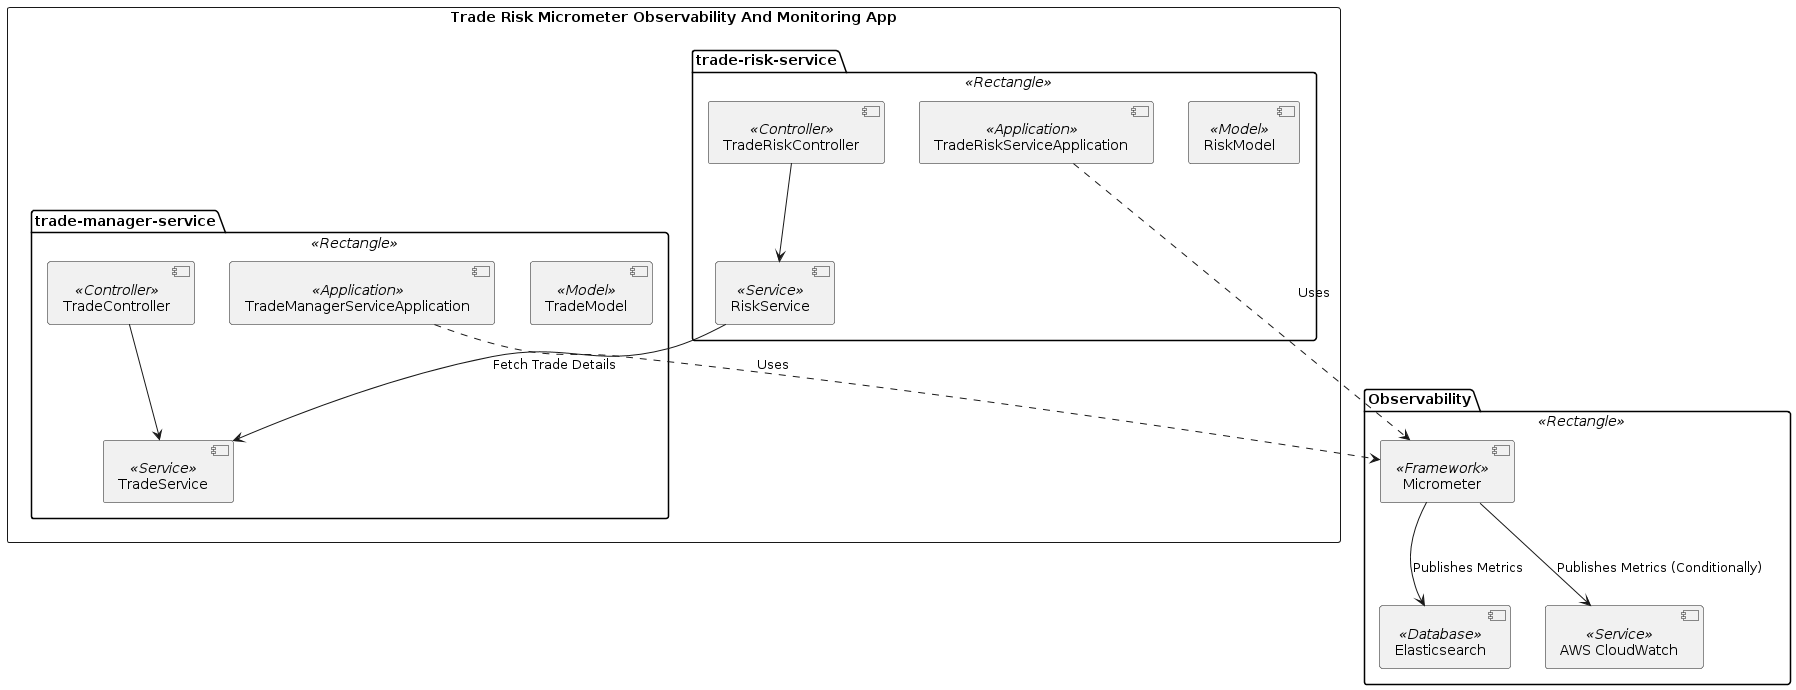 Trade Risk Micrometer Observability And Monitoring App
trade-risk-service
«Rectangle»
«Controller»
TradeRiskController
«Application»
TradeRiskServiceApplication
«Model»
RiskModel
«Service»
RiskService
Uses
trade-manager-service
«Rectangle»
«Controller»
TradeController
«Application»
TradeManagerServiceApplication
«Model»
TradeModel
Fetch Trade Details
Uses
«Service»
TradeService
Observability
«Rectangle»
«Framework»
Micrometer
Publishes Metrics
Publishes Metrics (Conditionally)
«Database»
Elasticsearch
«Service»
AWS CloudWatch